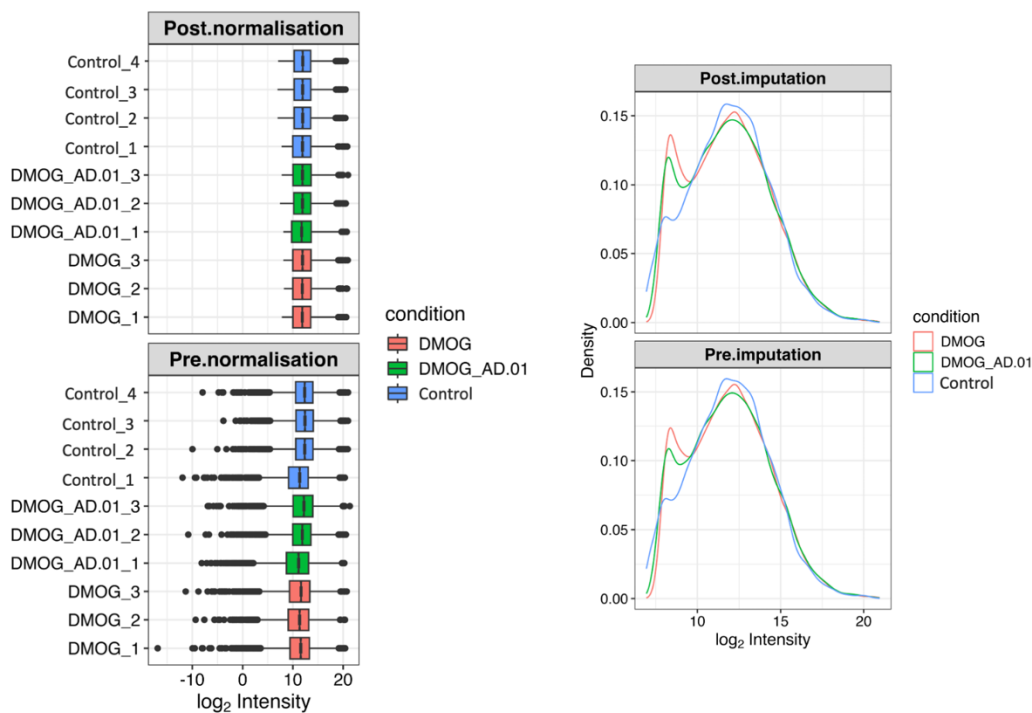 Post.normalisation
Control_4
Control_3
Control_2
Control_1
DMOG_AD.01_3
DMOG_AD.01_2
DMOG_AD.01_1
DMOG_3
DMOG_2
DMOG_1
Pre.normalisation
Control_4
Control_3
Control_2
Control_1
DMOG_AD.01_3
DMOG_AD.01_2
DMOG_AD.01_1
DMOG_3
DMOG_2
DMOG_1
-10 0 10 20
log2 Intensity
condition
DMOG
DMOG_AD.01
Control
Post.imputation
0.15
0.10
0.05
0.00
Density
Pre.imputation
0.15
0.10
0.05
0.00
10 15 20
log2 Intensity
condition
DMOG
DMOG_AD.01
Control